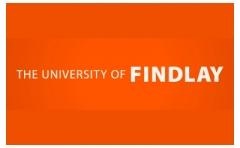 THE UNIVERSITY OF FINDLAY